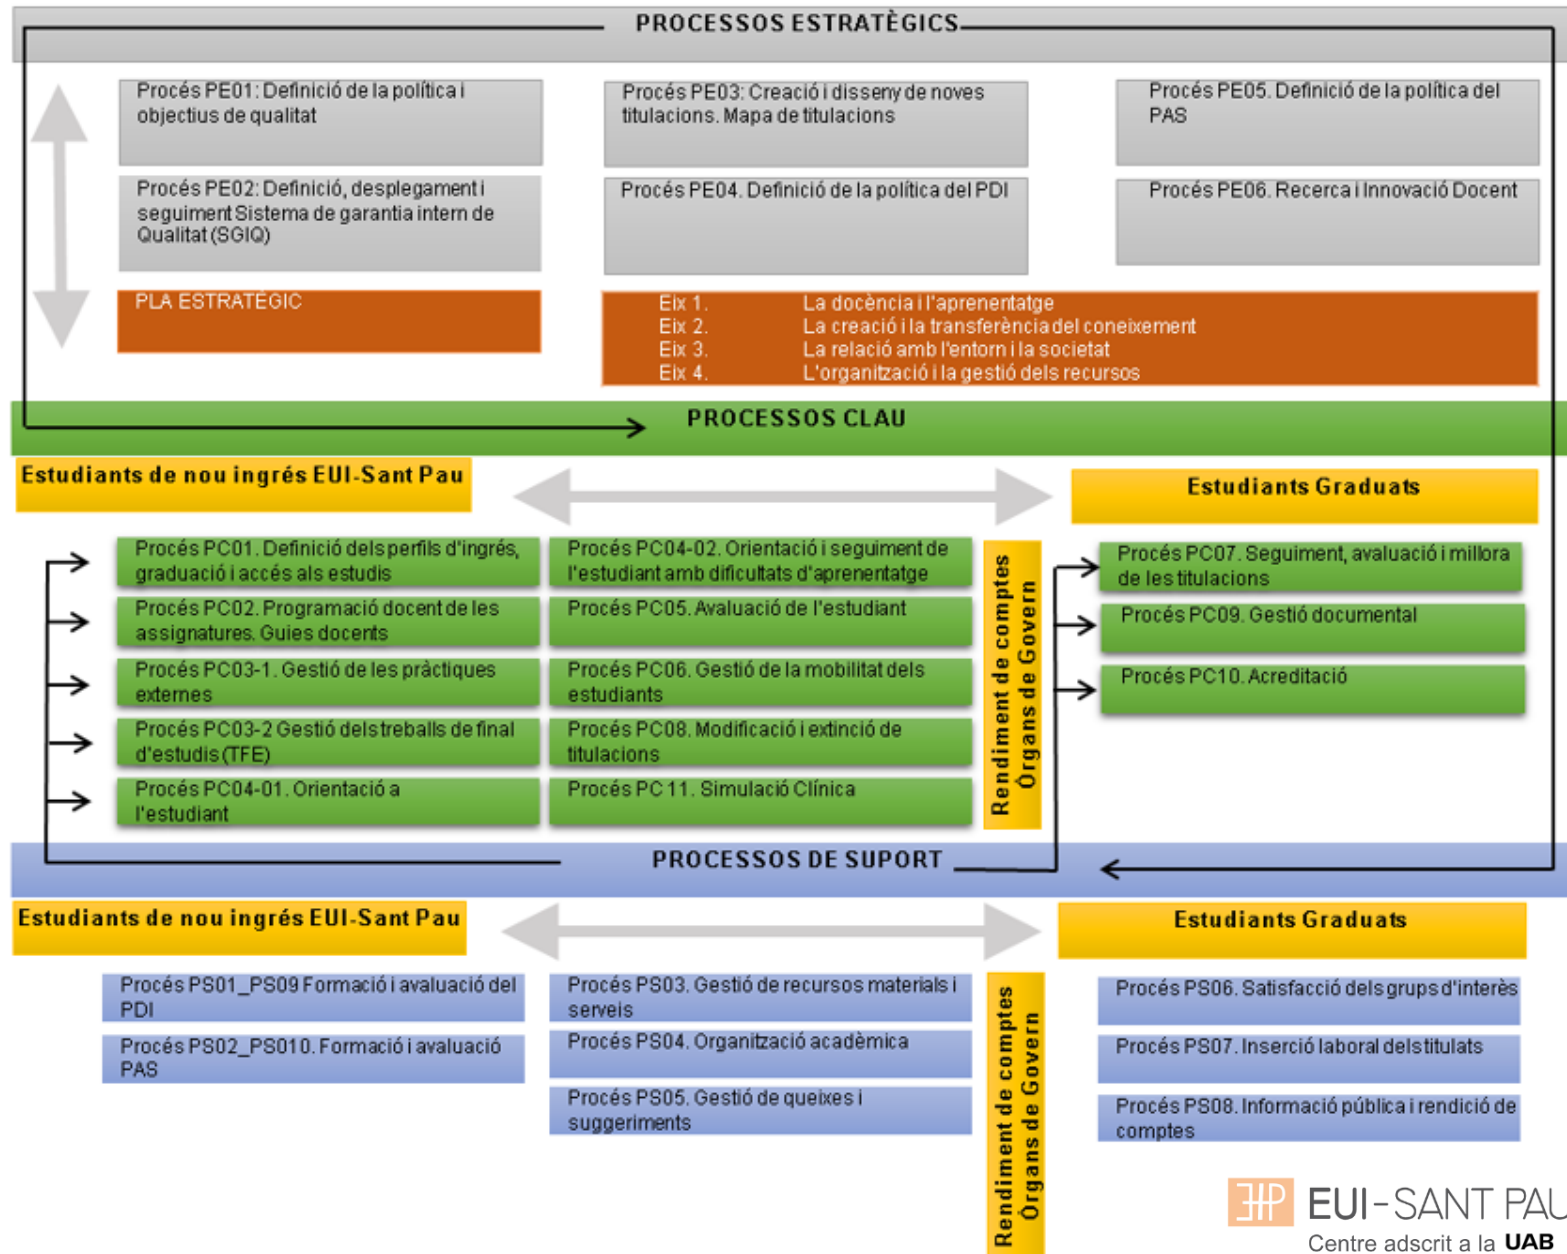 PROCESSOS ESTRATÈGICS
Procés PE01: Definició de la política i
objectius de qualitat
Procés PE03: Creació i disseny de noves
titulacions. Mapa de titulacions
Procés PE05. Definició de la política del
PAS
Procés PE02: Definició, desplegament i
seguiment Sistema de garantia intern de
Qualitat (SGIQ)
Procés PE04. Definició de la política del PDI
Procés PE06. Recerca i Innovació Docent
PLA ESTRATÈGIC
Eix 1. La docència i l'aprenentatge
Eix 2. La creació i la transferència del coneixement
Eix 3. La relació amb l'entorn i la societat
Eix 4. L'organització i la gestió dels recursos
PROCESSOS CLAU
Estudiants de nou ingrés EUI-Sant Pau
Estudiants Graduats
Procés PC01. Definició dels perfils d'ingrés,
graduació i accés als estudis
Procés PC02. Programació docent de les
assignatures. Guies docents
Procés PC03-1. Gestió de les pràctiques
externes
Procés PC03-2 Gestió dels treballs de final
d'estudis (TFE)
Procés PC04-01. Orientació a
l'estudiant
Procés PC04-02. Orientació i seguiment de
l'estudiant amb dificultats d'aprenentatge
Procés PC05. Avaluació de l'estudiant
Procés PC06. Gestió de la mobilitat dels
estudiants
Procés PC08. Modificació i extinció de
titulacions
Procés PC 11. Simulació Clínica
Rendiment de comptes
Òrgans de Govern
Procés PC07. Seguiment, avaluació i millora
de les titulacions
Procés PC09. Gestió documental
Procés PC10. Acreditació
PROCESSOS DE SUPORT
Estudiants de nou ingrés EUI-Sant Pau
Estudiants Graduats
Procés PS01_PS09 Formació i avaluació del
PDI
Procés PS02_PS010. Formació i avaluació
PAS
Procés PS03. Gestió de recursos materials i
serveis
Procés PS04. Organització acadèmica
Procés PS05. Gestió de queixes i
suggeriments
Rendiment de comptes
Òrgans de Govern
Procés PS06. Satisfacció dels grups d'interès
Procés PS07. Inserció laboral dels titulats
Procés PS08. Informació pública i rendició de
comptes
EUI-SANT PAU
Centre adscrit a la UAB